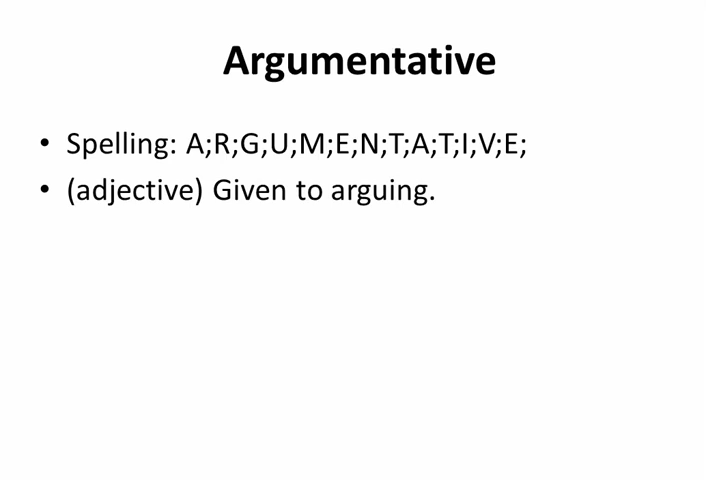 Argumentative
• Spelling: A;R;G;U;M;E;N;T;A;T;I;V;E;
• (adjective) Given to arguing.